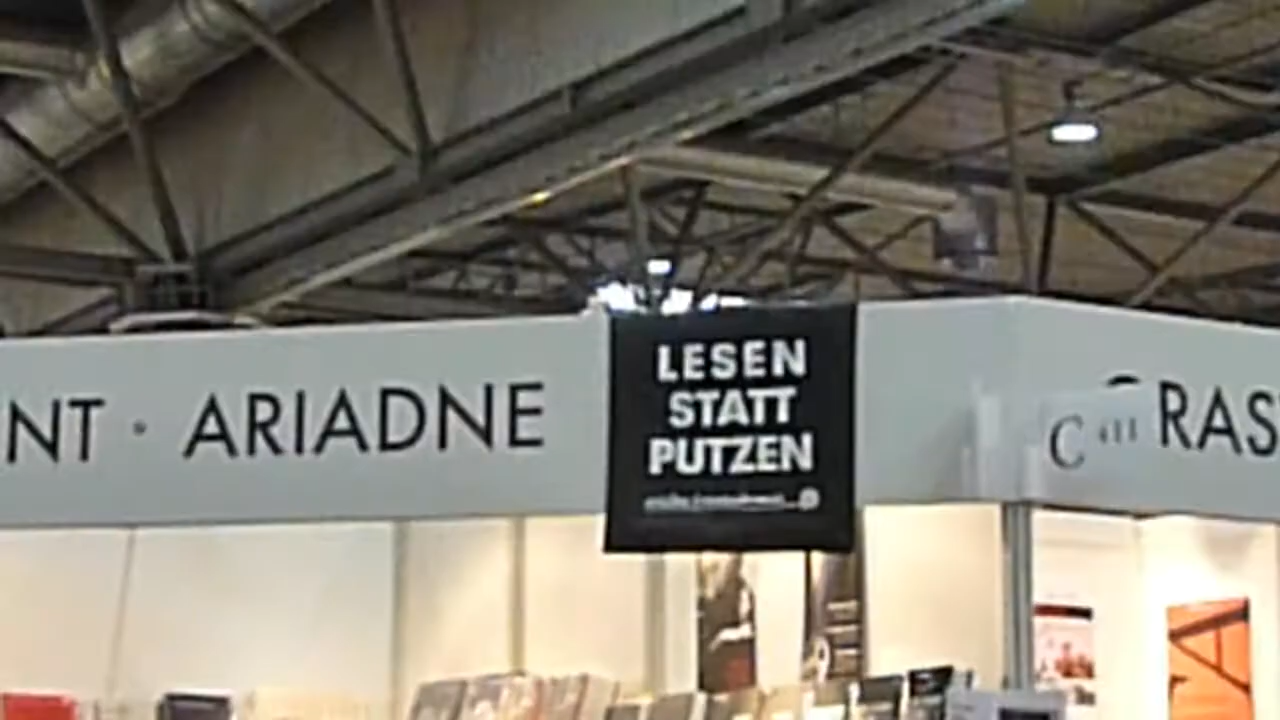 NT · ARIADNE
LESEN
STATT
PUTZEN
RAS